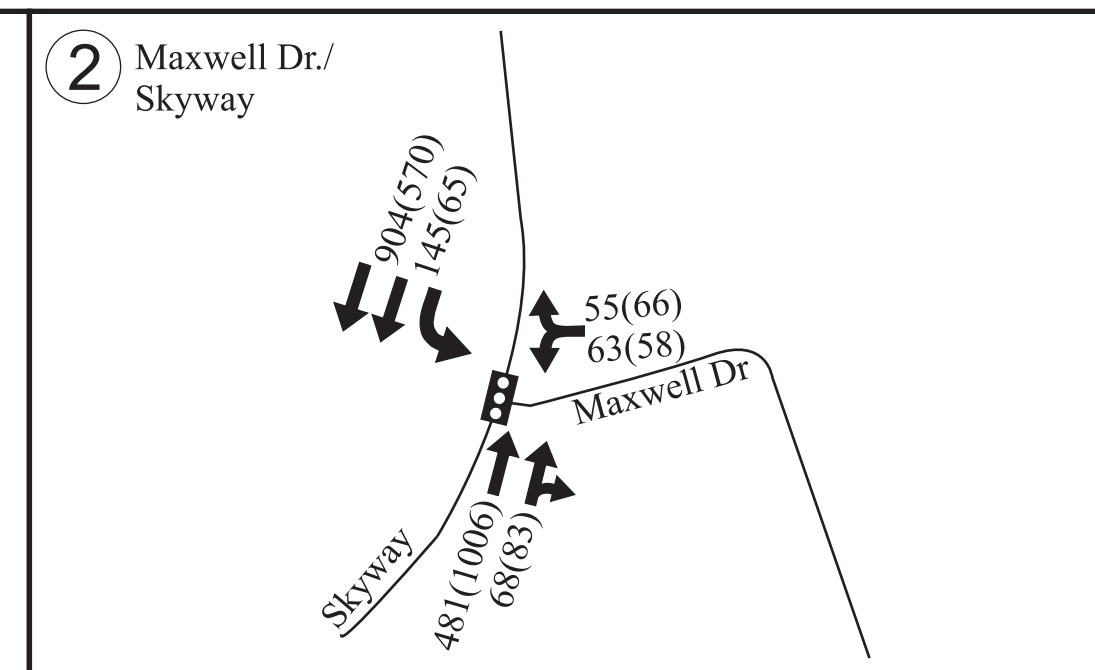 2
Maxwell Dr./
Skyway
904(570)
145(65)
55(66)
63(58)
Maxwell Dr
Skyway
481(1006)
68(83)